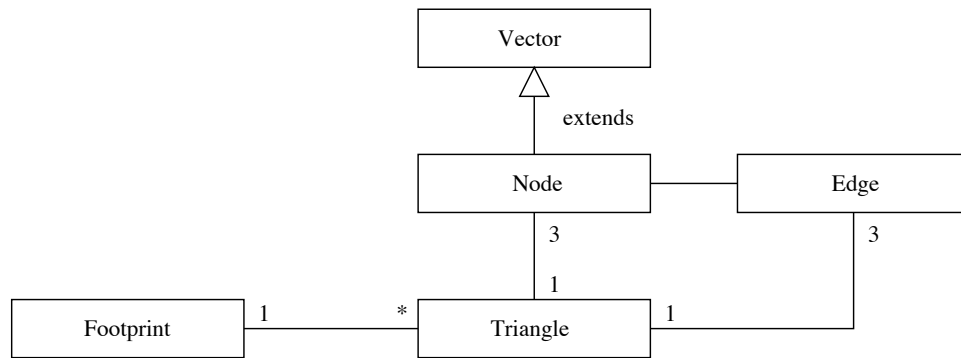 Vector
extends
Node
Edge
3
3
1
Footprint
1
*
Triangle
1